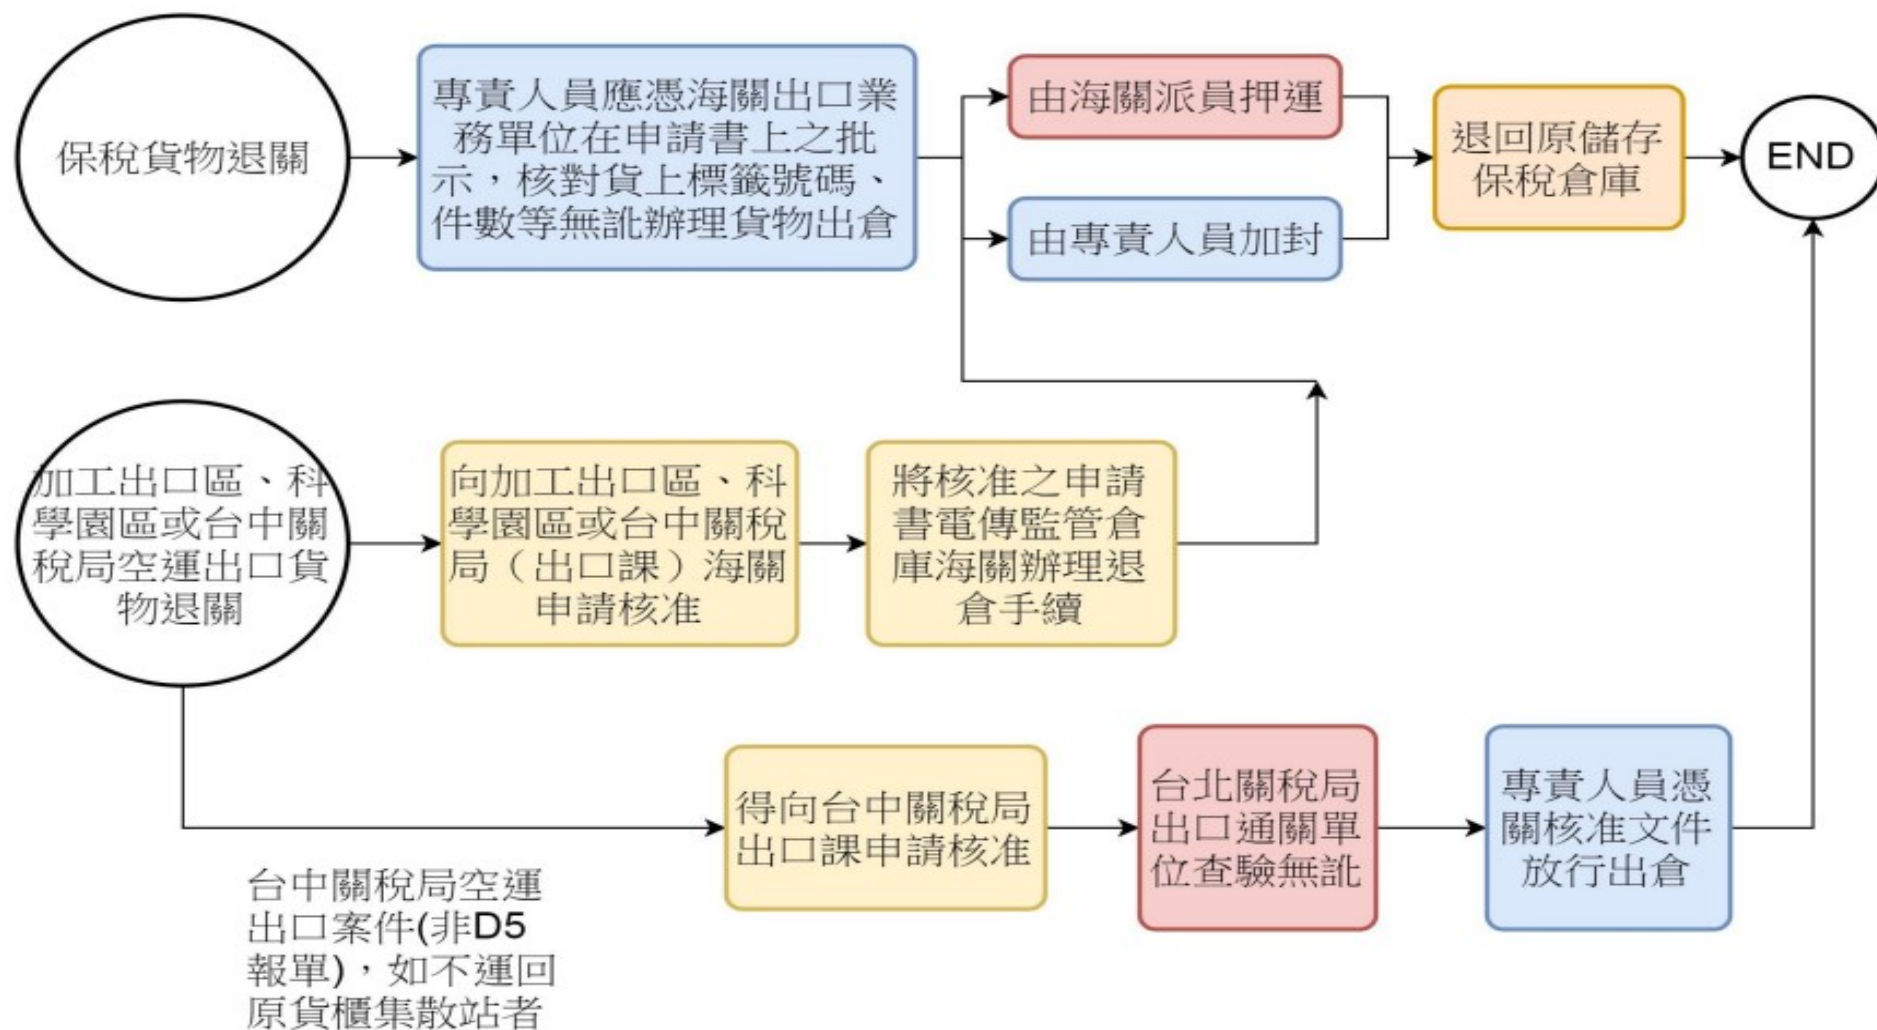 保稅貨物退關
專責人員應憑海關出口業
務單位在申請書上之批
示，核對貨上標籤號碼、
件數等無訛辦理貨物出倉
由海關派員押運
由專責人員加封
退回原儲存
保稅倉庫
END
加工出口區、科
學園區或台中關
稅局空運出口貨
物退關
向加工出口區、科
學園區或台中關稅
局（出口課）海關
申請核准
將核准之申請
書電傳監管倉
庫海關辦理退
倉手續
得向台中關稅局
出口課申請核准
台北關稅局
出口通關單
位查驗無訛
專責人員憑
關核准文件
放行出倉
台中關稅局空運
出口案件(非D5
報單)，如不運回
原貨櫃集散站者